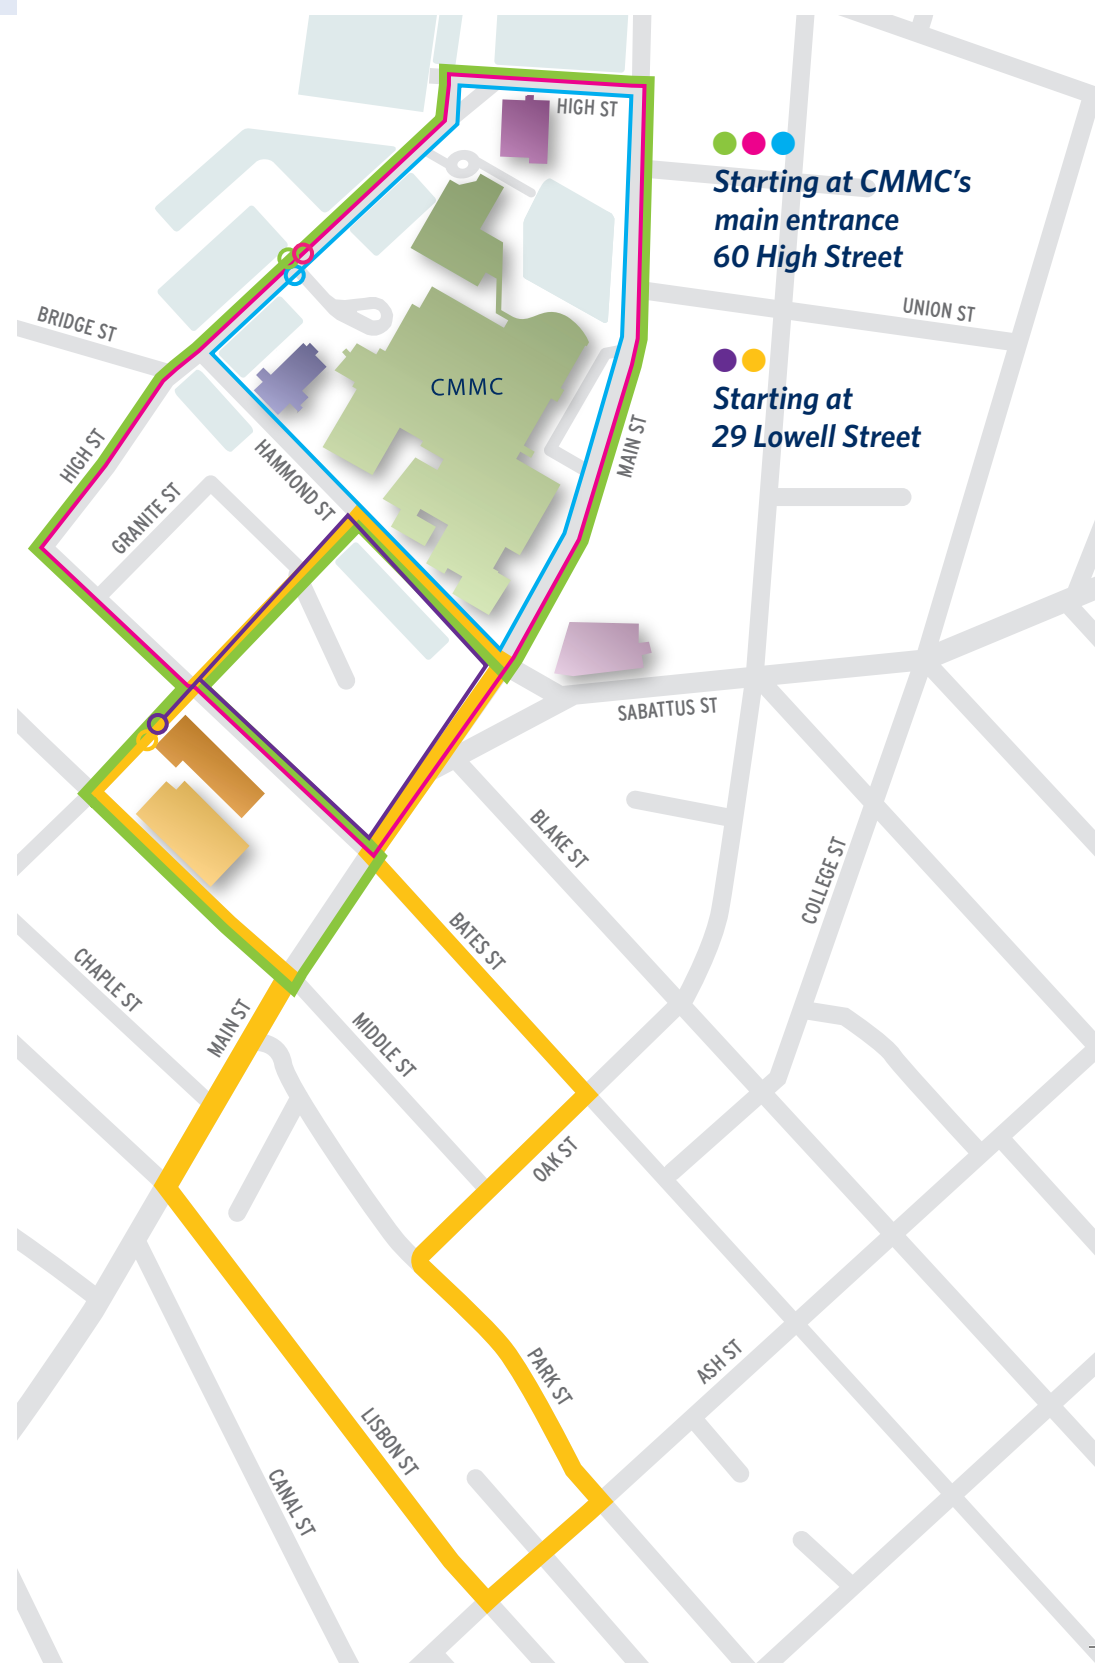 HIGH ST
Starting at CMMC's
main entrance
60 High Street
UNION ST
BRIDGE ST
Starting at
29 Lowell Street
CMMC
MAIN ST
HIGH ST
HAMMOND ST
GRANITE ST
SABATTUS ST
BLAKE ST
COLLEGE ST
BATES ST
CHAPLE ST
MAIN ST
MIDDLE ST
OAK ST
PARK ST
ASH ST
LISBON ST
CANAL ST